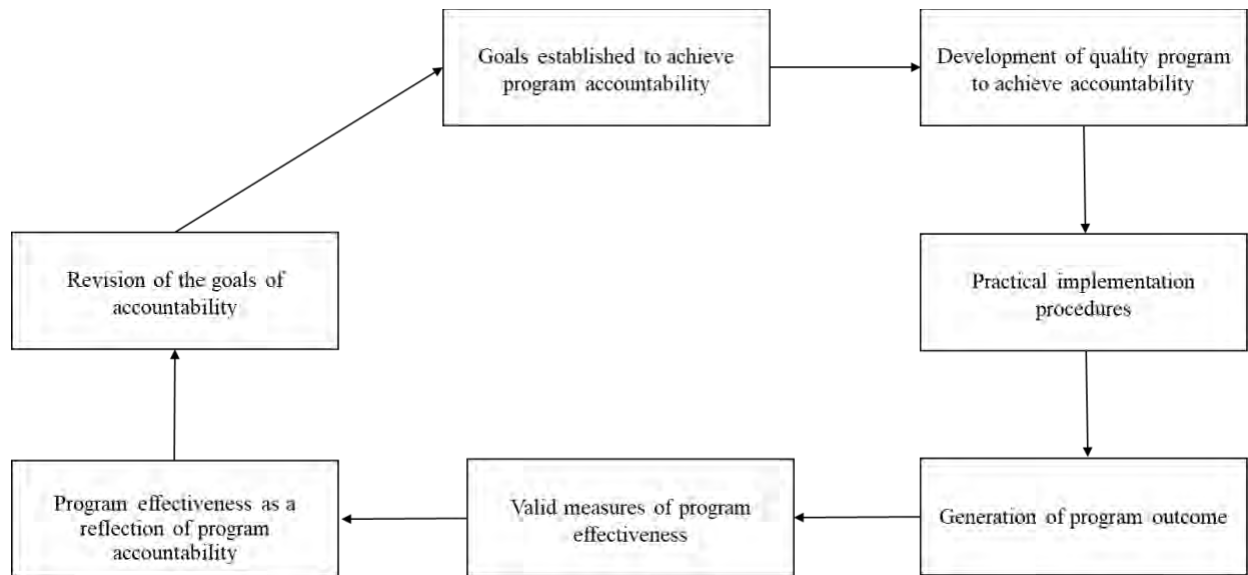 Goals established to achieve
program accountability
Development of quality program
to achieve accountability
Practical implementation
procedures
Generation of program outcome
Valid measures of program
effectiveness
Program effectiveness as a
reflection of program
accountability
Revision of the goals of
accountability